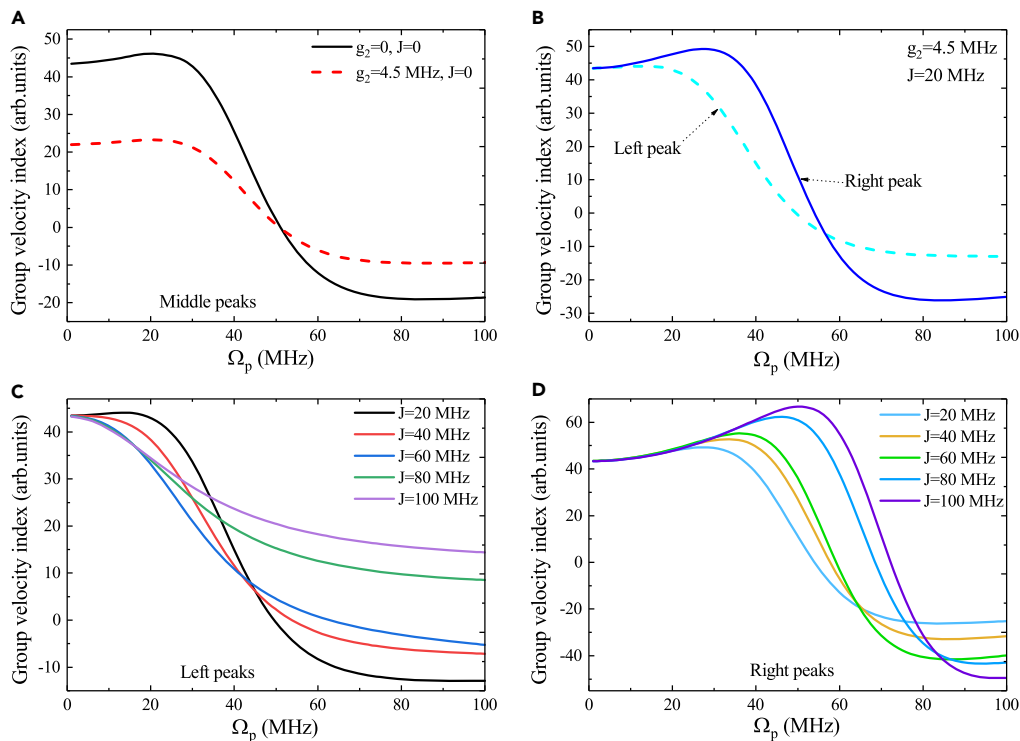 A
Group velocity index (arb.units)
50
40
30
20
10
0
-10
-20
g₂=0, J=0
g₂=4.5 MHz, J=0
Middle peaks
0 20 40 60 80 100
Ωp (MHz)
B
Group velocity index (arb.units)
50
40
30
20
10
0
-10
-20
-30
g₂=4.5 MHz
J=20 MHz
Left peak
Right peak
0 20 40 60 80 100
Ωp (MHz)
C
Group velocity index (arb.units)
40
30
20
10
0
-10
J=20 MHz
J=40 MHz
J=60 MHz
J=80 MHz
J=100 MHz
Left peaks
0 20 40 60 80 100
Ωp (MHz)
D
Group velocity index (arb.units)
60
40
20
0
-20
-40
J=20 MHz
J=40 MHz
J=60 MHz
J=80 MHz
J=100 MHz
Right peaks
0 20 40 60 80 100
Ωp (MHz)